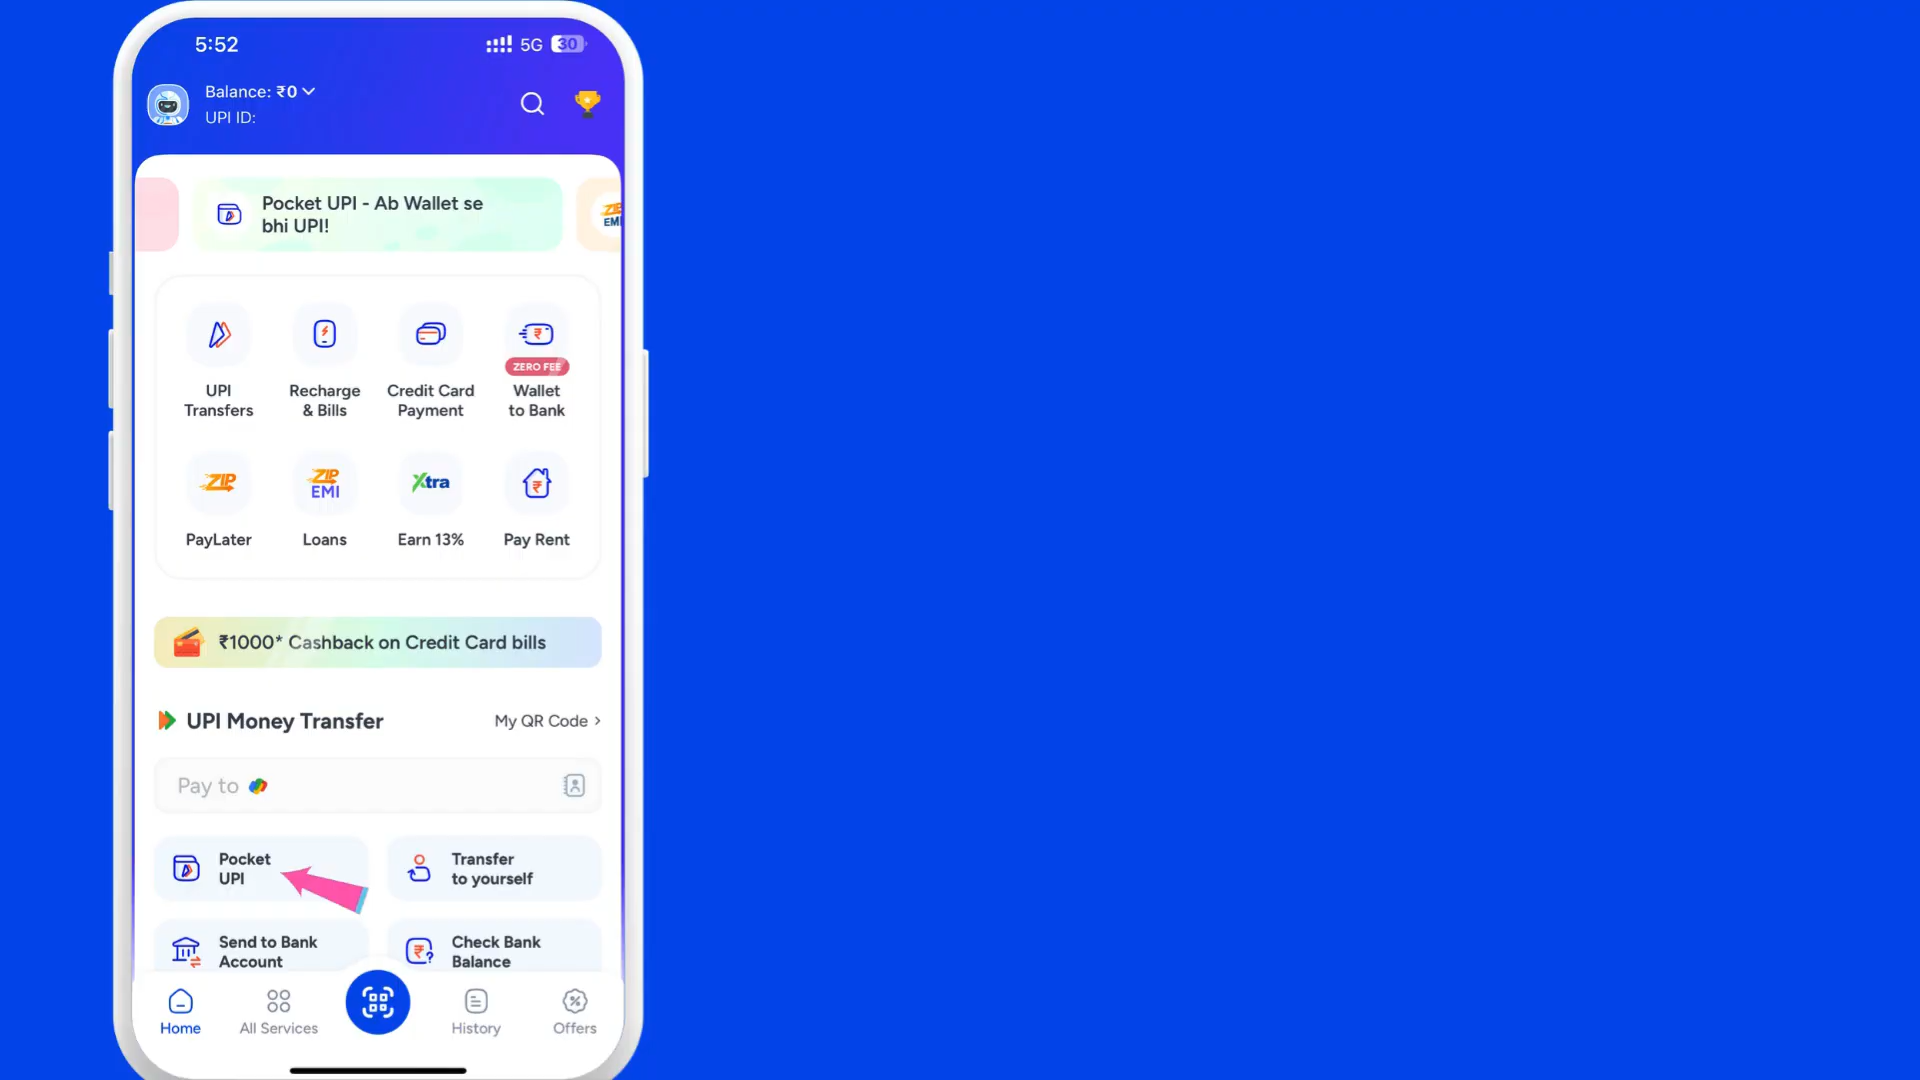 5:52
5G 30
Balance: ₹0
UPI ID:
Pocket UPI - Ab Wallet se
bhi UPI!
ZIP
EMI
ZERO FEE
UPI
Transfers
Recharge
& Bills
Credit Card
Payment
Wallet
to Bank
ZIP
ZIP
EMI
Xtra
PayLater
Loans
Earn 13%
Pay Rent
₹1000* Cashback on Credit Card bills
UPI Money Transfer
My QR Code >
Pay to
Pocket
UPI
Transfer
to yourself
Send to Bank
Account
Check Bank
Balance
Home
All Services
History
Offers